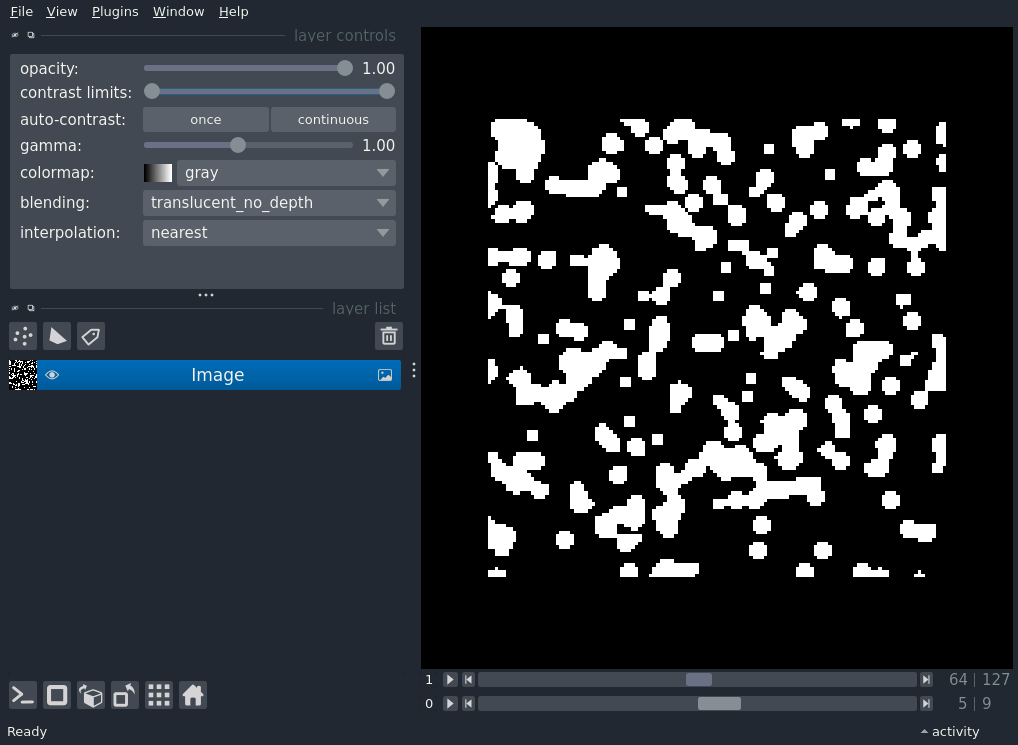 File View Plugins Window Help
layer controls
opacity: 1.00
contrast limits:
auto-contrast: once continuous
gamma: 1.00
colormap: gray
blending: translucent_no_depth
interpolation: nearest
layer list
Image
1 64 | 127
0 5 | 9
Ready activity